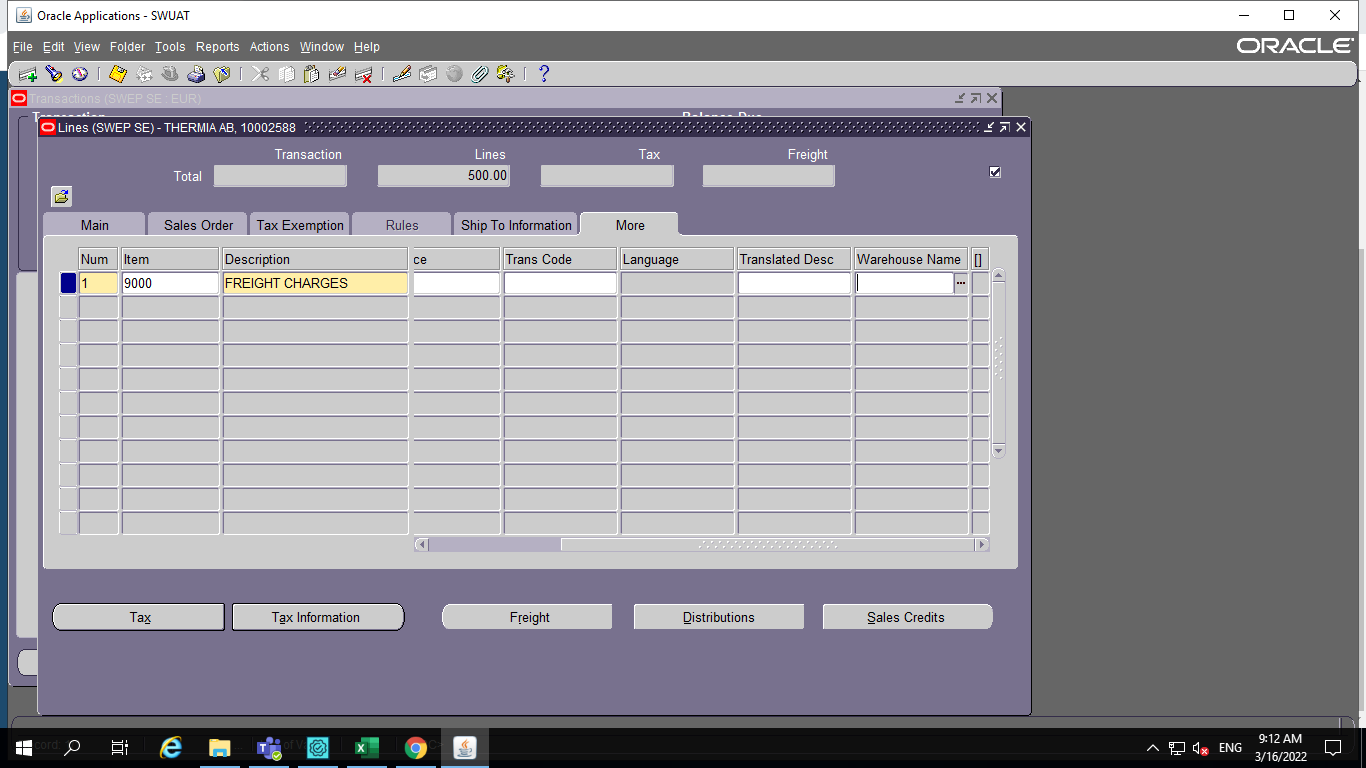 Oracle Applications - SWUAT
File Edit View Folder Tools Reports Actions Window Help
ORACLE
Transactions (SWEP SE : EUR)
Transaction Balance Due
Lines (SWEP SE) - THERMIA AB, 10002588
Transaction Lines Tax Freight
Total 500.00
Main Sales Order Tax Exemption Rules Ship To Information More
Num Item Description ce Trans Code Language Translated Desc Warehouse Name []
1 9000 FREIGHT CHARGES
Tax Tax Information Freight Distributions Sales Credits
ENG
9:12 AM
3/16/2022